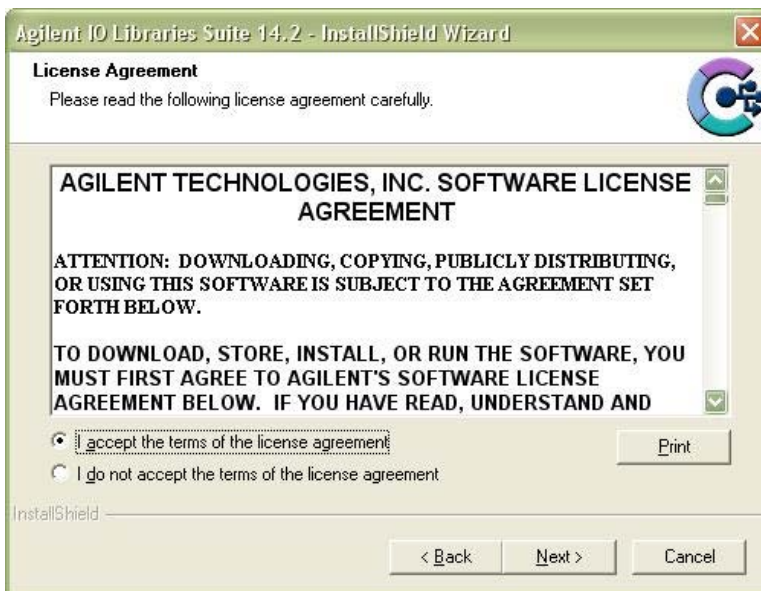 Agilent IO Libraries Suite 14.2 - InstallShield Wizard
License Agreement
Please read the following license agreement carefully.
AGILENT TECHNOLOGIES, INC. SOFTWARE LICENSE
AGREEMENT
ATTENTION: DOWNLOADING, COPYING, PUBLICLY DISTRIBUTING,
OR USING THIS SOFTWARE IS SUBJECT TO THE AGREEMENT SET
FORTH BELOW.
TO DOWNLOAD, STORE, INSTALL, OR RUN THE SOFTWARE, YOU
MUST FIRST AGREE TO AGILENT'S SOFTWARE LICENSE
AGREEMENT BELOW. IF YOU HAVE READ, UNDERSTAND AND
I accept the terms of the license agreement
Print
I do not accept the terms of the license agreement
InstallShield
< Back
Next >
Cancel